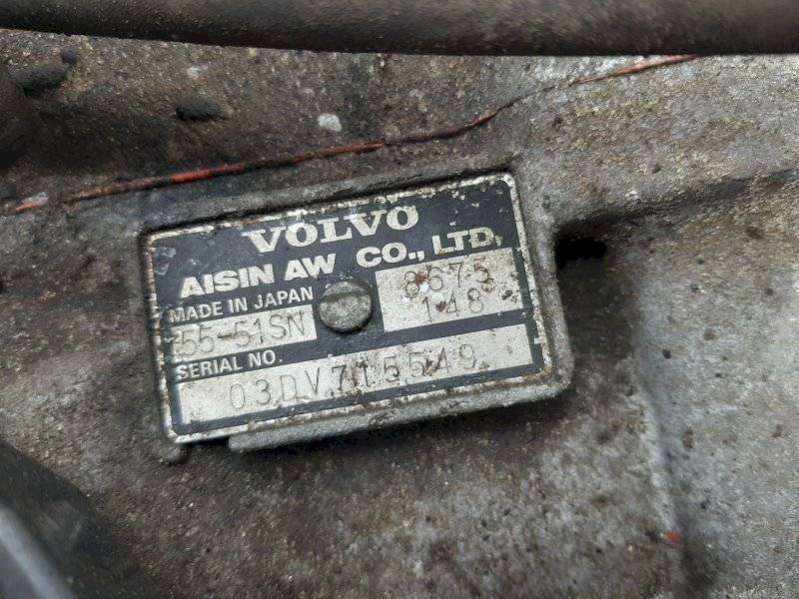 VOLVO
AISIN AW CO., LTD,
MADE IN JAPAN
8675
148
55-51SN
SERIAL NO.
03DV715549